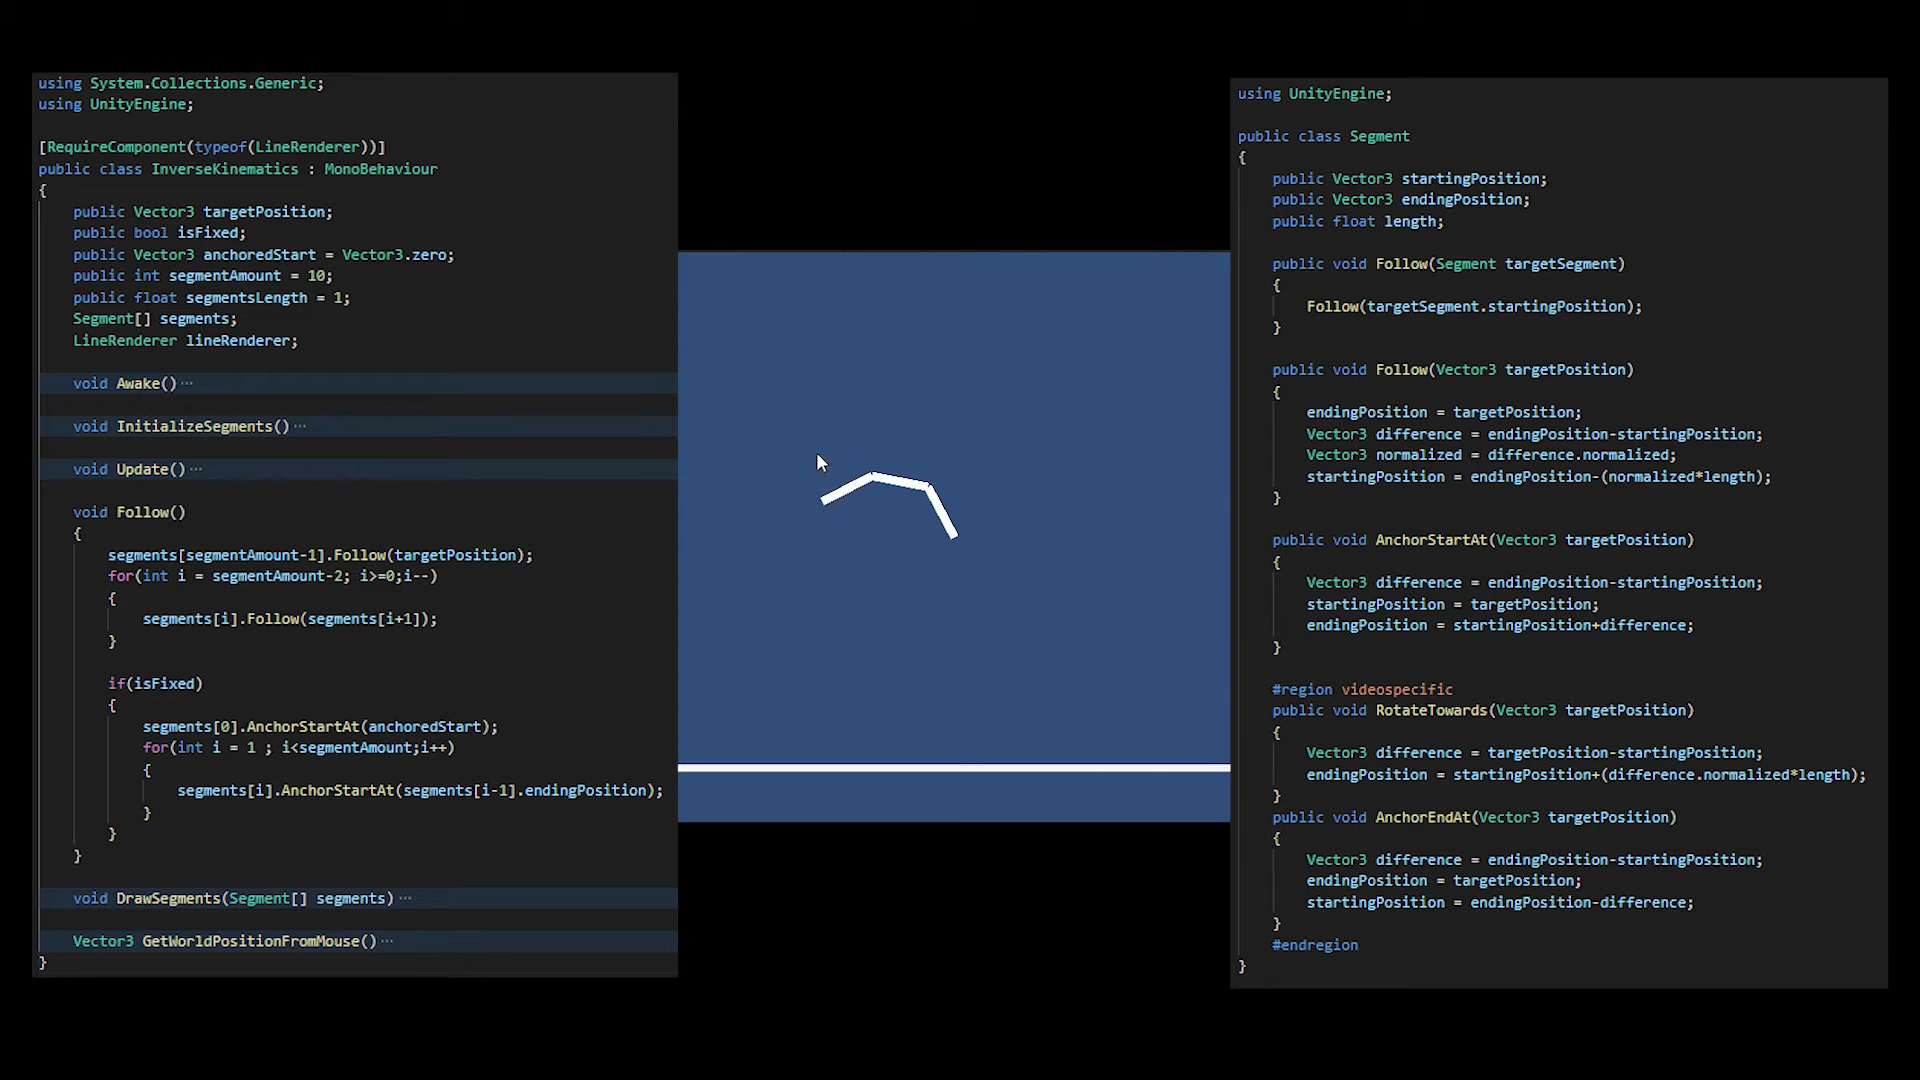 using System.Collections.Generic;
using UnityEngine;
[RequireComponent(typeof(LineRenderer))]
public class InverseKinematics : MonoBehaviour
{
public Vector3 targetPosition;
public bool isFixed;
public Vector3 anchoredStart = Vector3.zero;
public int segmentAmount = 10;
public float segmentsLength = 1;
Segment[] segments;
LineRenderer lineRenderer;
void Awake()···
void InitializeSegments()···
void Update()···
void Follow()
{
segments[segmentAmount-1].Follow(targetPosition);
for(int i = segmentAmount-2; i>=0;i--)
{
segments[i].Follow(segments[i+1]);
}
if(isFixed)
{
segments[0].AnchorStartAt(anchoredStart);
for(int i = 1 ; i<segmentAmount;i++)
{
segments[i].AnchorStartAt(segments[i-1].endingPosition);
}
}
}
void DrawSegments(Segment[] segments)···
Vector3 GetWorldPositionFromMouse()···
}
using UnityEngine;
public class Segment
{
public Vector3 startingPosition;
public Vector3 endingPosition;
public float length;
public void Follow(Segment targetSegment)
{
Follow(targetSegment.startingPosition);
}
public void Follow(Vector3 targetPosition)
{
endingPosition = targetPosition;
Vector3 difference = endingPosition-startingPosition;
Vector3 normalized = difference.normalized;
startingPosition = endingPosition-(normalized*length);
}
public void AnchorStartAt(Vector3 targetPosition)
{
Vector3 difference = endingPosition-startingPosition;
startingPosition = targetPosition;
endingPosition = startingPosition+difference;
}
#region videospecific
public void RotateTowards(Vector3 targetPosition)
{
Vector3 difference = targetPosition-startingPosition;
endingPosition = startingPosition+(difference.normalized*length);
}
public void AnchorEndAt(Vector3 targetPosition)
{
Vector3 difference = endingPosition-startingPosition;
endingPosition = targetPosition;
startingPosition = endingPosition-difference;
}
#endregion
}